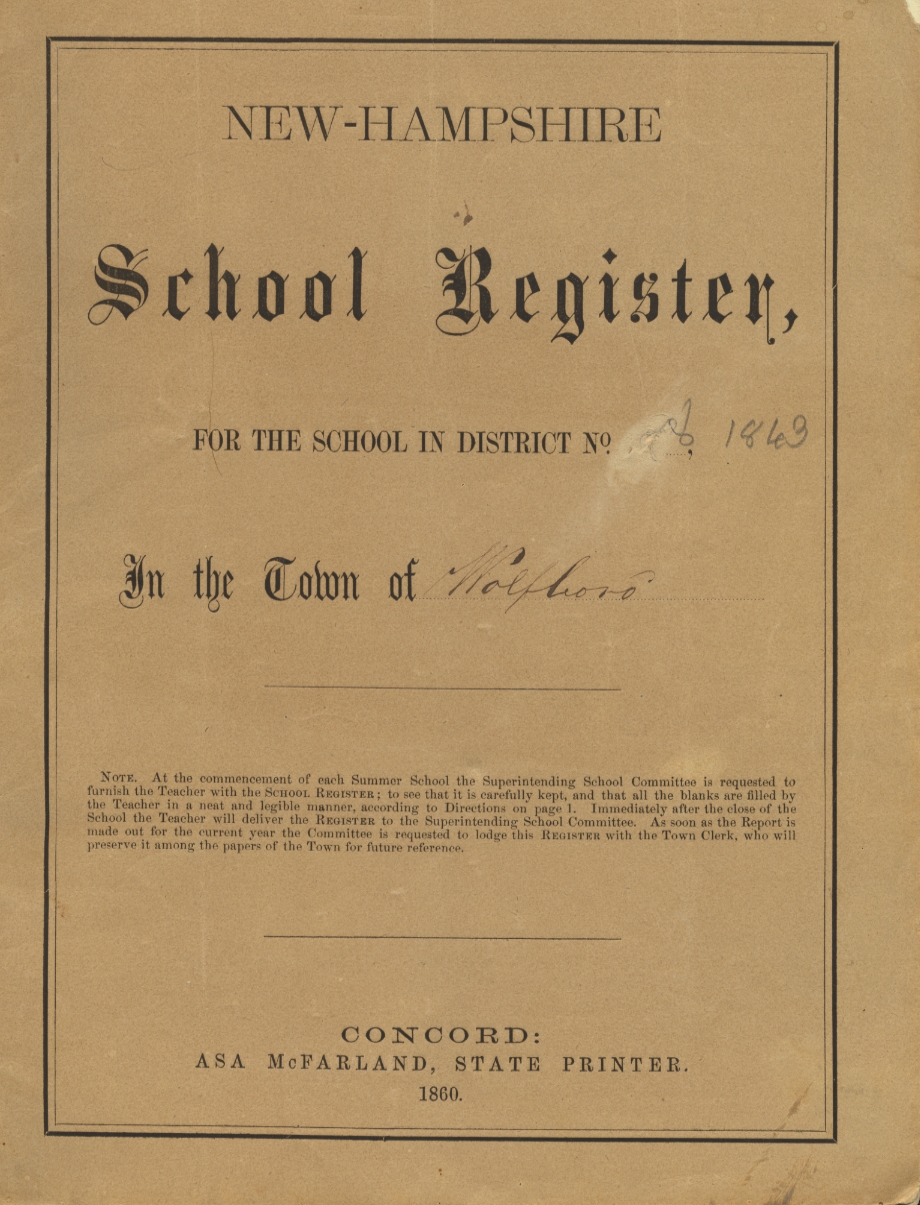 NEW-HAMPSHIRE
School Register,
FOR THE SCHOOL IN DISTRICT No. 8, 1843
In the Town of Wolfboro
NOTE. At the commencement of each Summer School the Superintending School Committee is requested to
furnish the Teacher with the SCHOOL REGISTER; to see that it is carefully kept, and that all the blanks are filled by
the Teacher in a neat and legible manner, according to Directions on page 1. Immediately after the close of the
School the Teacher will deliver the REGISTER to the Superintending School Committee. As soon as the Report is
made out for the current year the Committee is requested to lodge this REGISTER with the Town Clerk, who will
preserve it among the papers of the Town for future reference.
CONCORD:
ASA McFARLAND, STATE PRINTER.
1860.